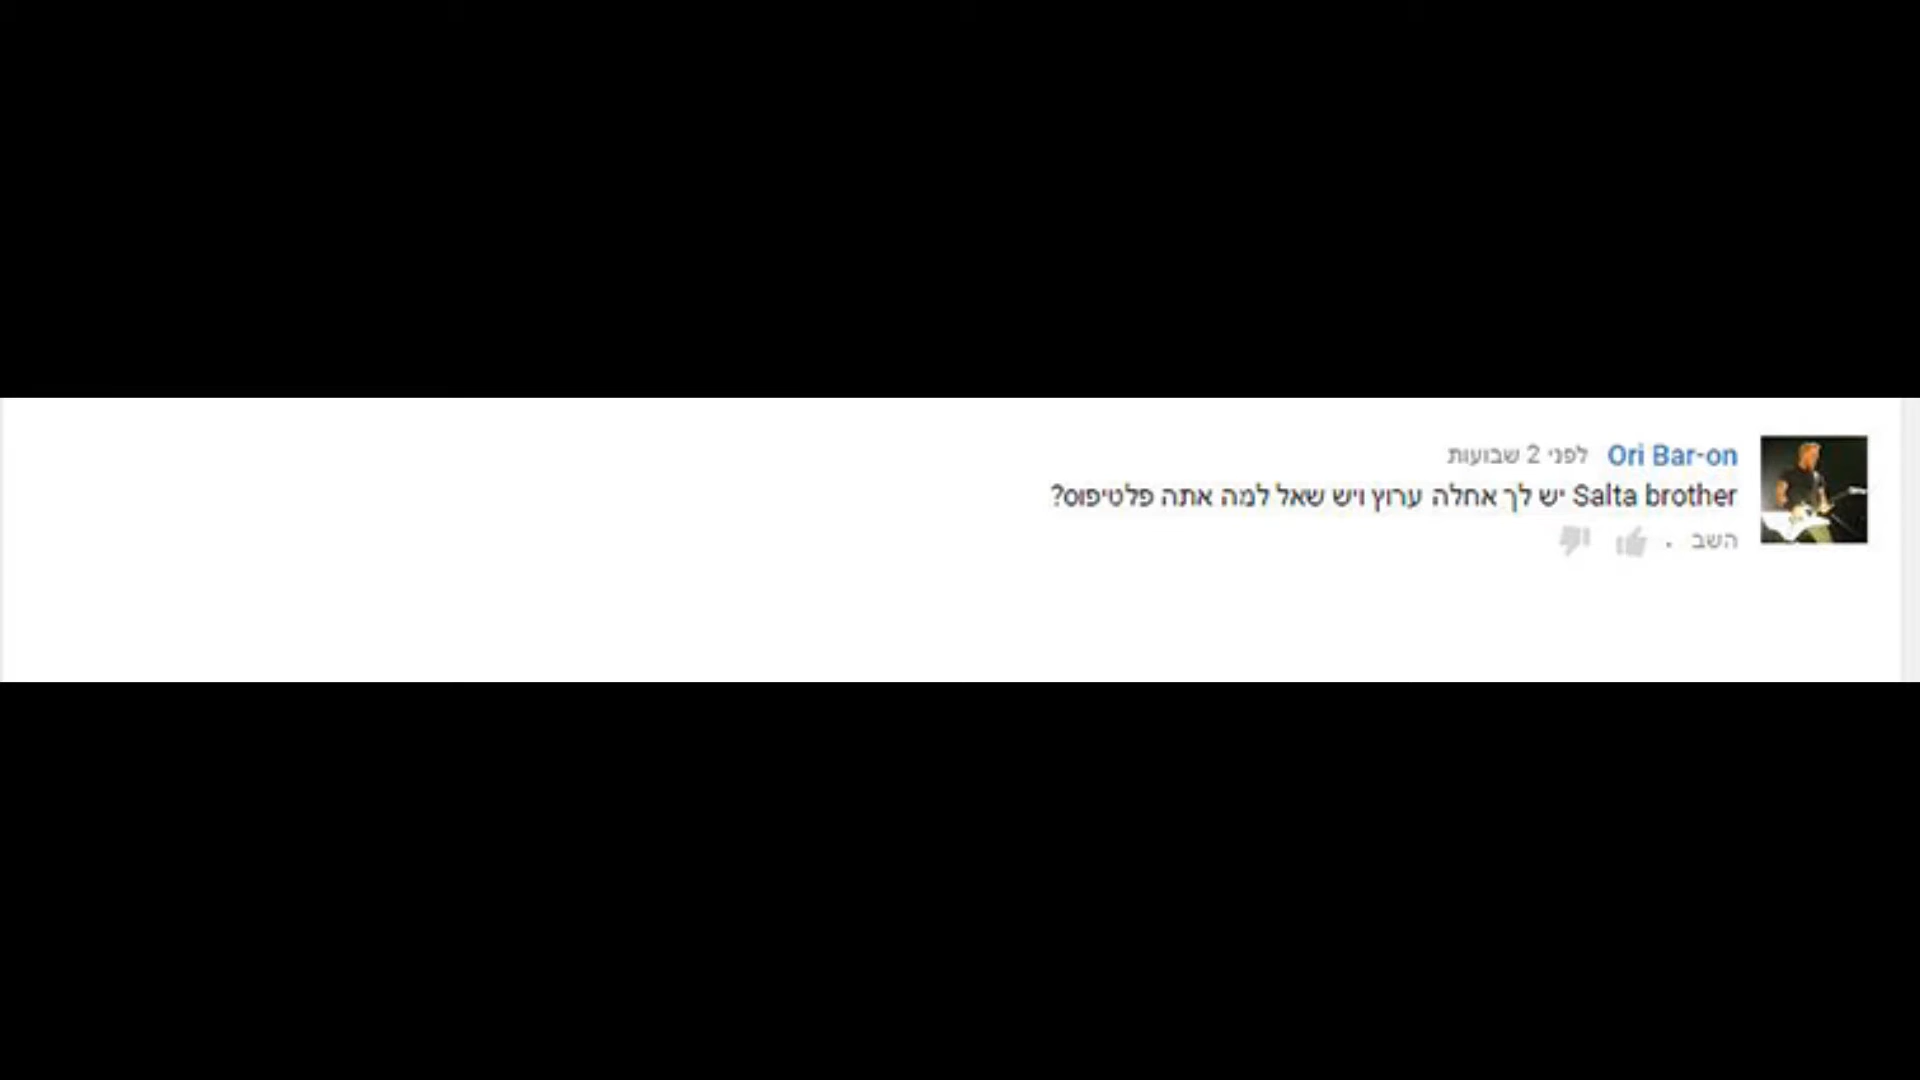 Ori Bar-on לפני 2 שבועות
Salta brother יש לך אחלה ערוץ ויש שאל למה אתה פלטיפוס?
השב ·